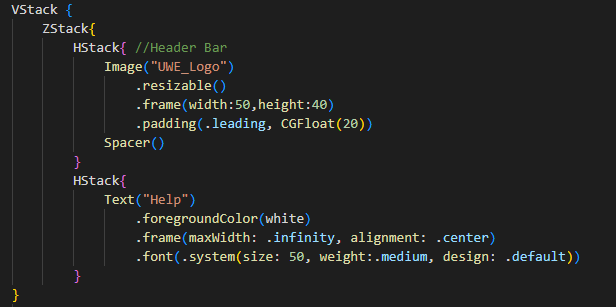 VStack {
    ZStack{
        HStack{ //Header Bar
            Image("UWE_Logo")
                .resizable()
                .frame(width:50,height:40)
                .padding(.leading, CGFloat(20))
            Spacer()
        }
        HStack{
            Text("Help")
                .foregroundColor(white)
                .frame(maxWidth: .infinity, alignment: .center)
                .font(.system(size: 50, weight:.medium, design: .default))
        }
}